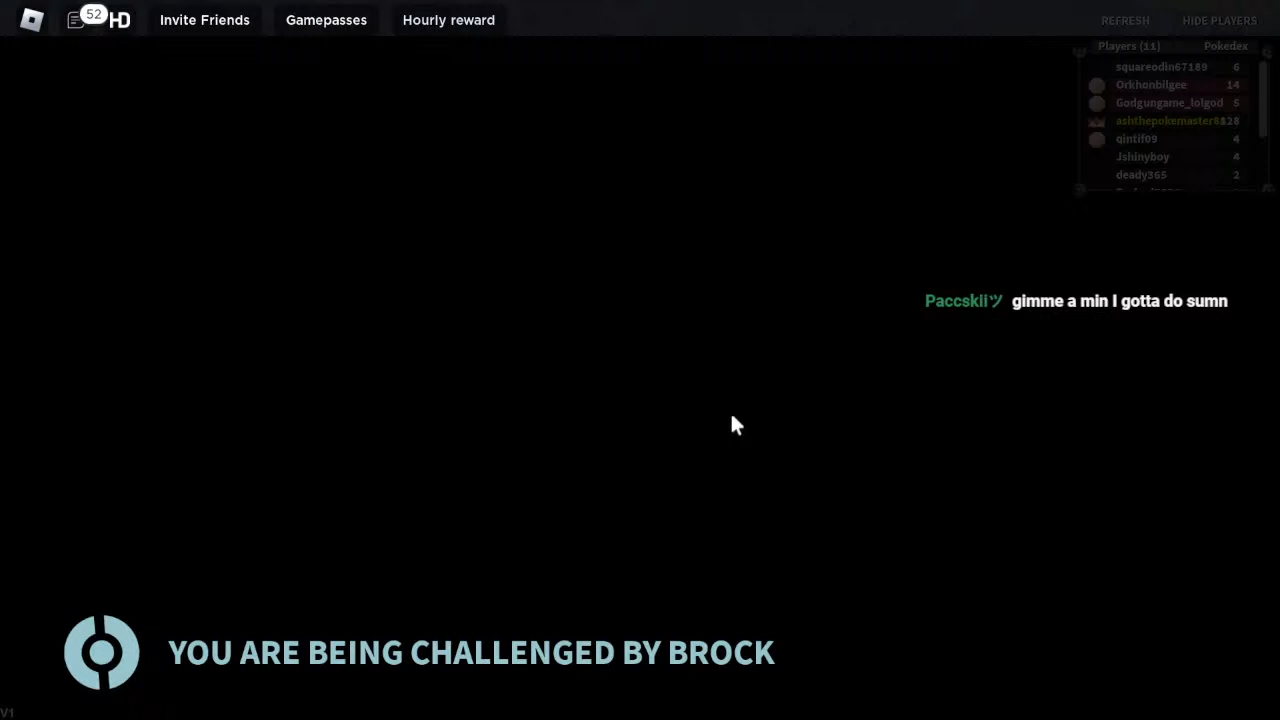 52
HD
Invite Friends
Gamepasses
Hourly reward
REFRESH
HIDE PLAYERS
Players (11) Pokedex
squareodin67189 6
Orkhonbilgee 14
Godgungame_lolgod 5
qintif09 4
Jshinyboy 4
deady365 2
Paccskiiツ gimme a min I gotta do sumn
YOU ARE BEING CHALLENGED BY BROCK
V1